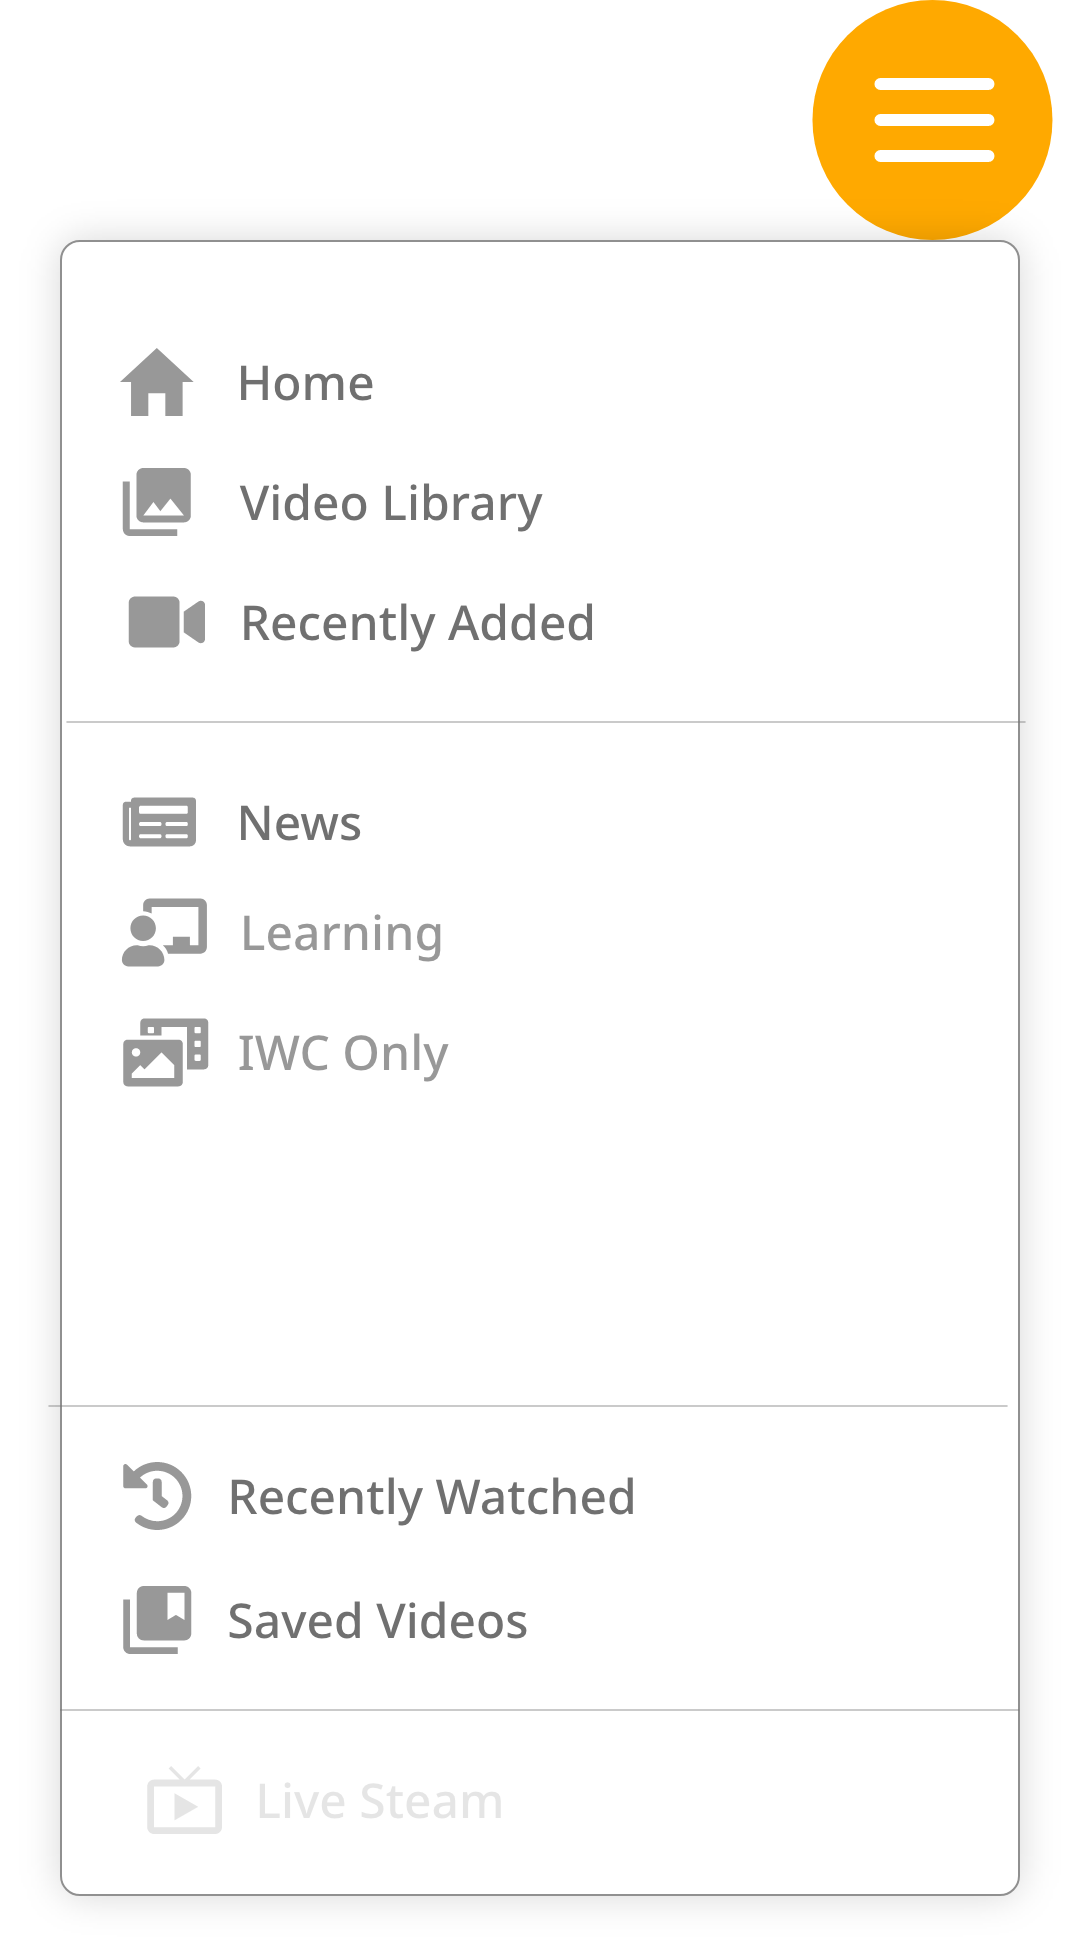 Home
Video Library
Recently Added
News
Learning
IWC Only
Recently Watched
Saved Videos
Live Steam